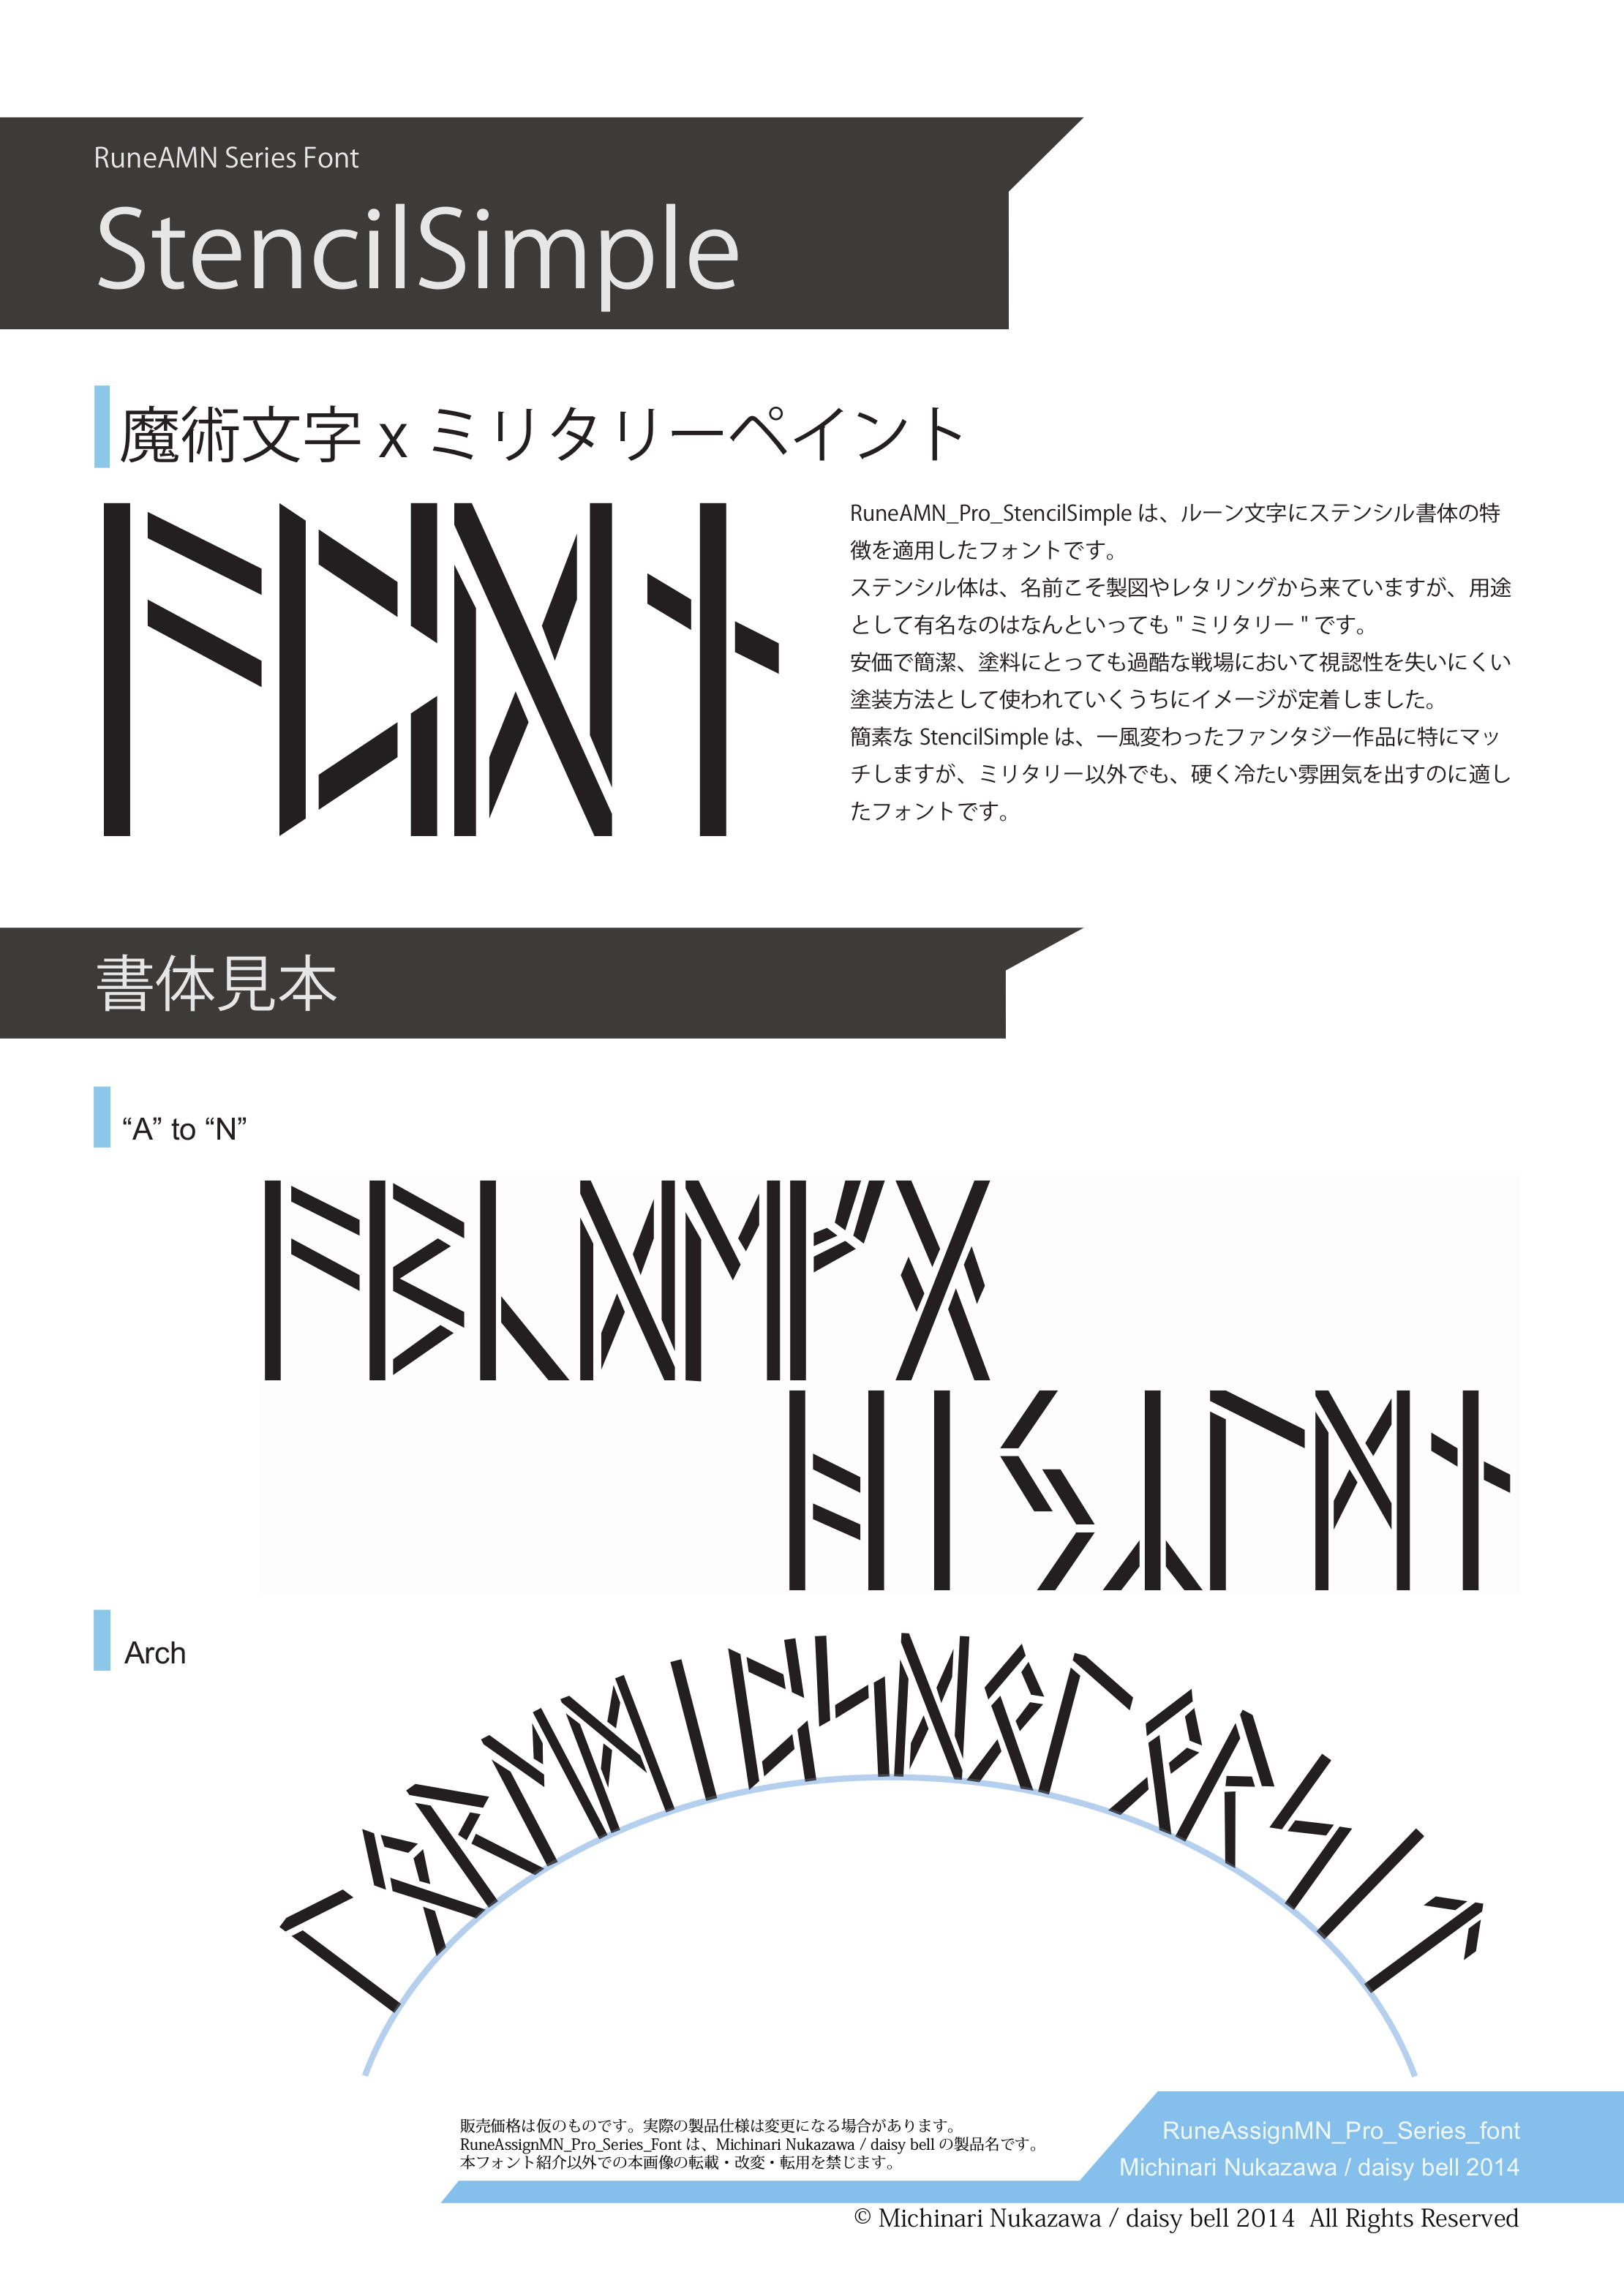 RuneAMN Series Font
StencilSimple
魔術文字 x ミリタリーペイント
ᚨᛈᛞᚾ
RuneAMN_Pro_StencilSimple は、ルーン文字にステンシル書体の特
徴を適用したフォントです。
ステンシル体は、名前こそ製図やレタリングから来ていますが、用途
として有名なのはなんといっても " ミリタリー " です。
安価で簡潔、塗料にとっても過酷な戦場において視認性を失いにくい
塗装方法として使われていくうちにイメージが定着しました。
簡素な StencilSimple は、一風変わったファンタジー作品に特にマッ
チしますが、ミリタリー以外でも、硬く冷たい雰囲気を出すのに適し
たフォントです。
書体見本
“A” to “N”
ᚨᛒᚳᛞᛖᚠᚷ
ᚺᛁᛃᛣᛚᛗᚾ
Arch
ᛚᛟᚱᛖᛗᛁᛈᛋᛞᛟᛚᛟᚱᛋᛁᛏ
販売価格は仮のものです。実際の製品仕様は変更になる場合があります。
RuneAssignMN_Pro_Series_Font は、Michinari Nukazawa / daisy bell の製品名です。
本フォント紹介以外での本画像の転載・改変・転用を禁じます。
RuneAssignMN_Pro_Series_font
Michinari Nukazawa / daisy bell 2014
© Michinari Nukazawa / daisy bell 2014  All Rights Reserved